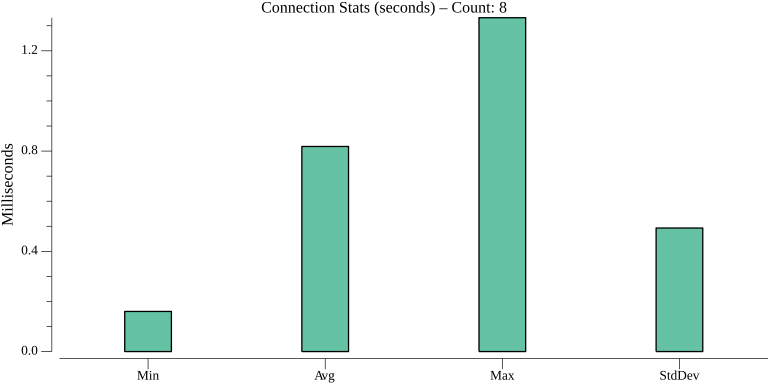 Connection Stats (seconds) – Count: 8
Milliseconds
1.2
0.8
0.4
0.0
Min Avg Max StdDev